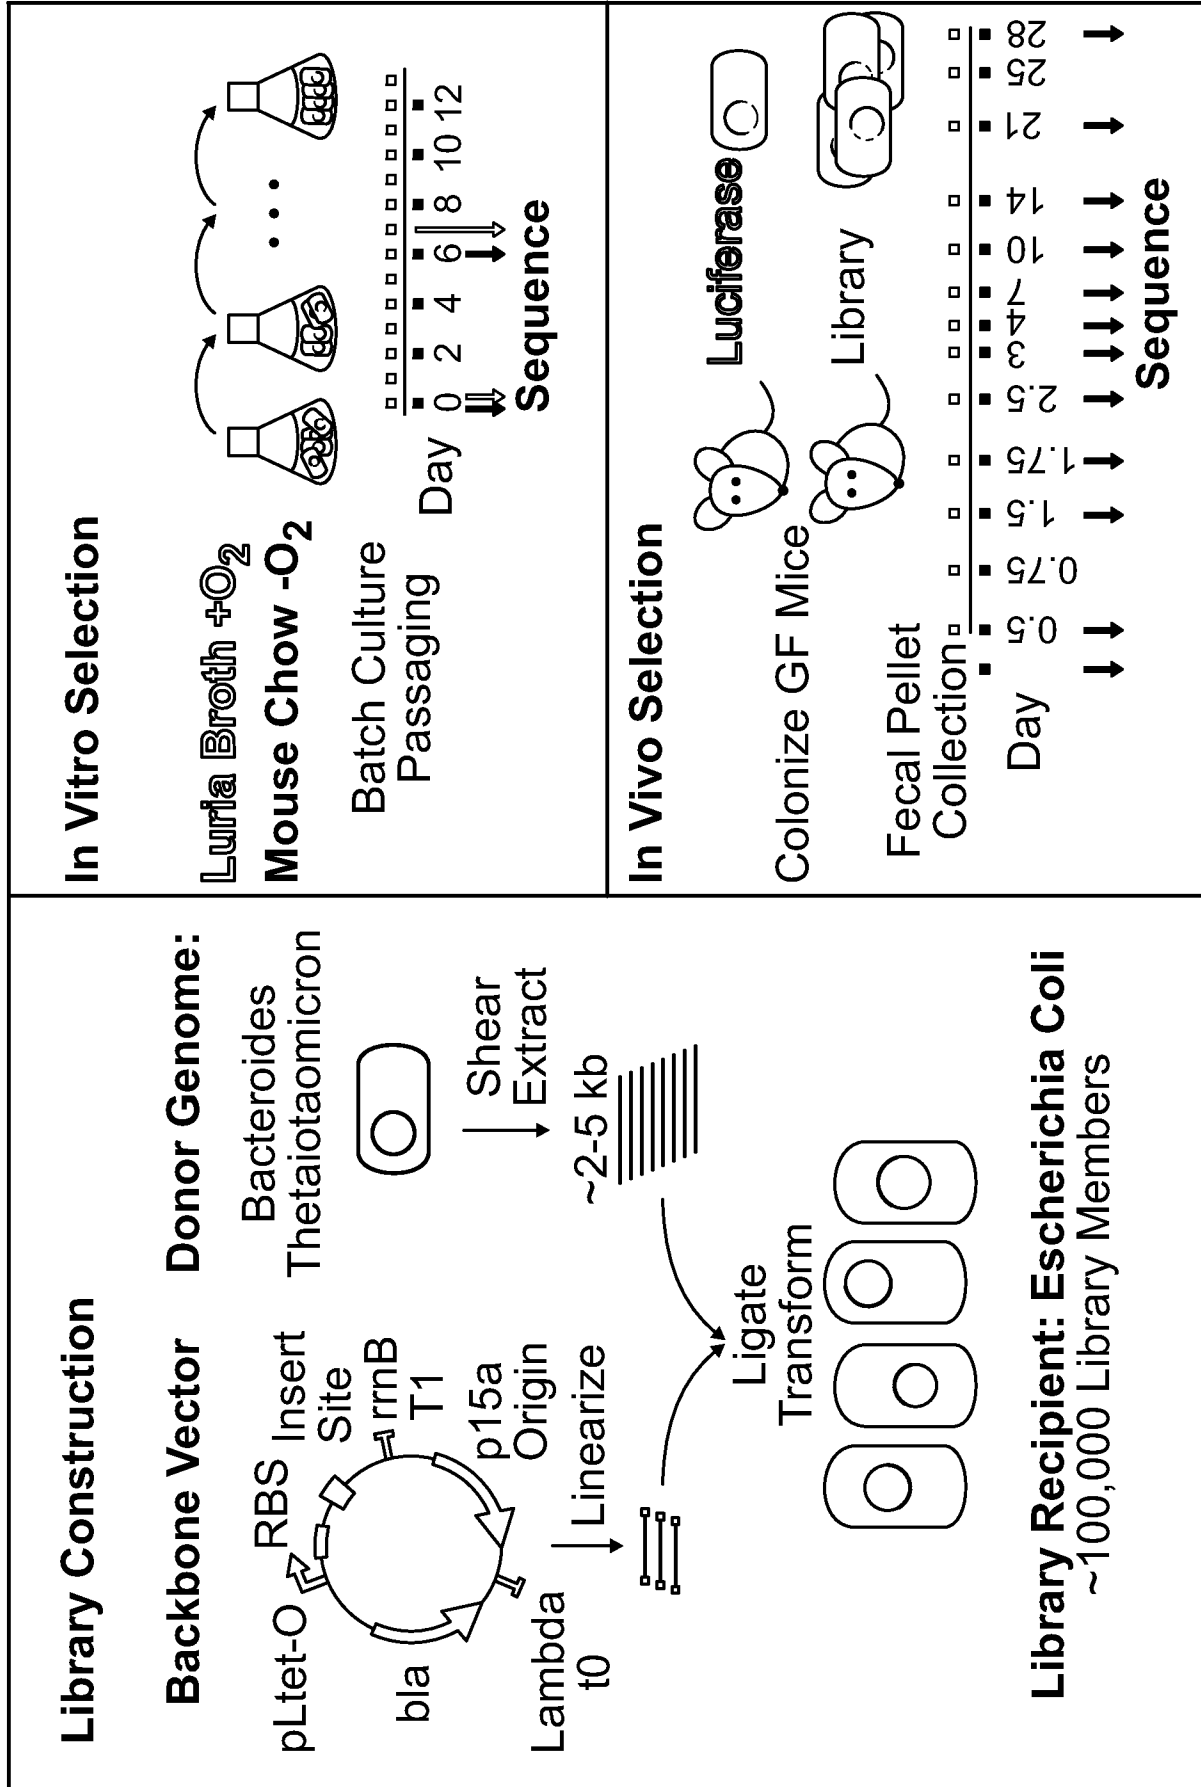 Library Construction
Backbone Vector
Donor Genome:
pLtet-O
RBS
Insert
Site
rrnB
T1
p15a
Origin
bla
Lambda
t0
Linearize
Bacteroides
Thetaiotaomicron
Shear
Extract
~2-5 kb
Ligate
Transform
Library Recipient: Escherichia Coli
~100,000 Library Members
In Vitro Selection
Luria Broth +O2
Mouse Chow -O2
Batch Culture
Passaging
Day
0 2 4 6 8 10 12
Sequence
In Vivo Selection
Colonize GF Mice
Luciferase
Library
Fecal Pellet
Collection
Day
0.5 0.75 1.5 1.75 2.5 3 4 7 10 14 21 25 28
Sequence